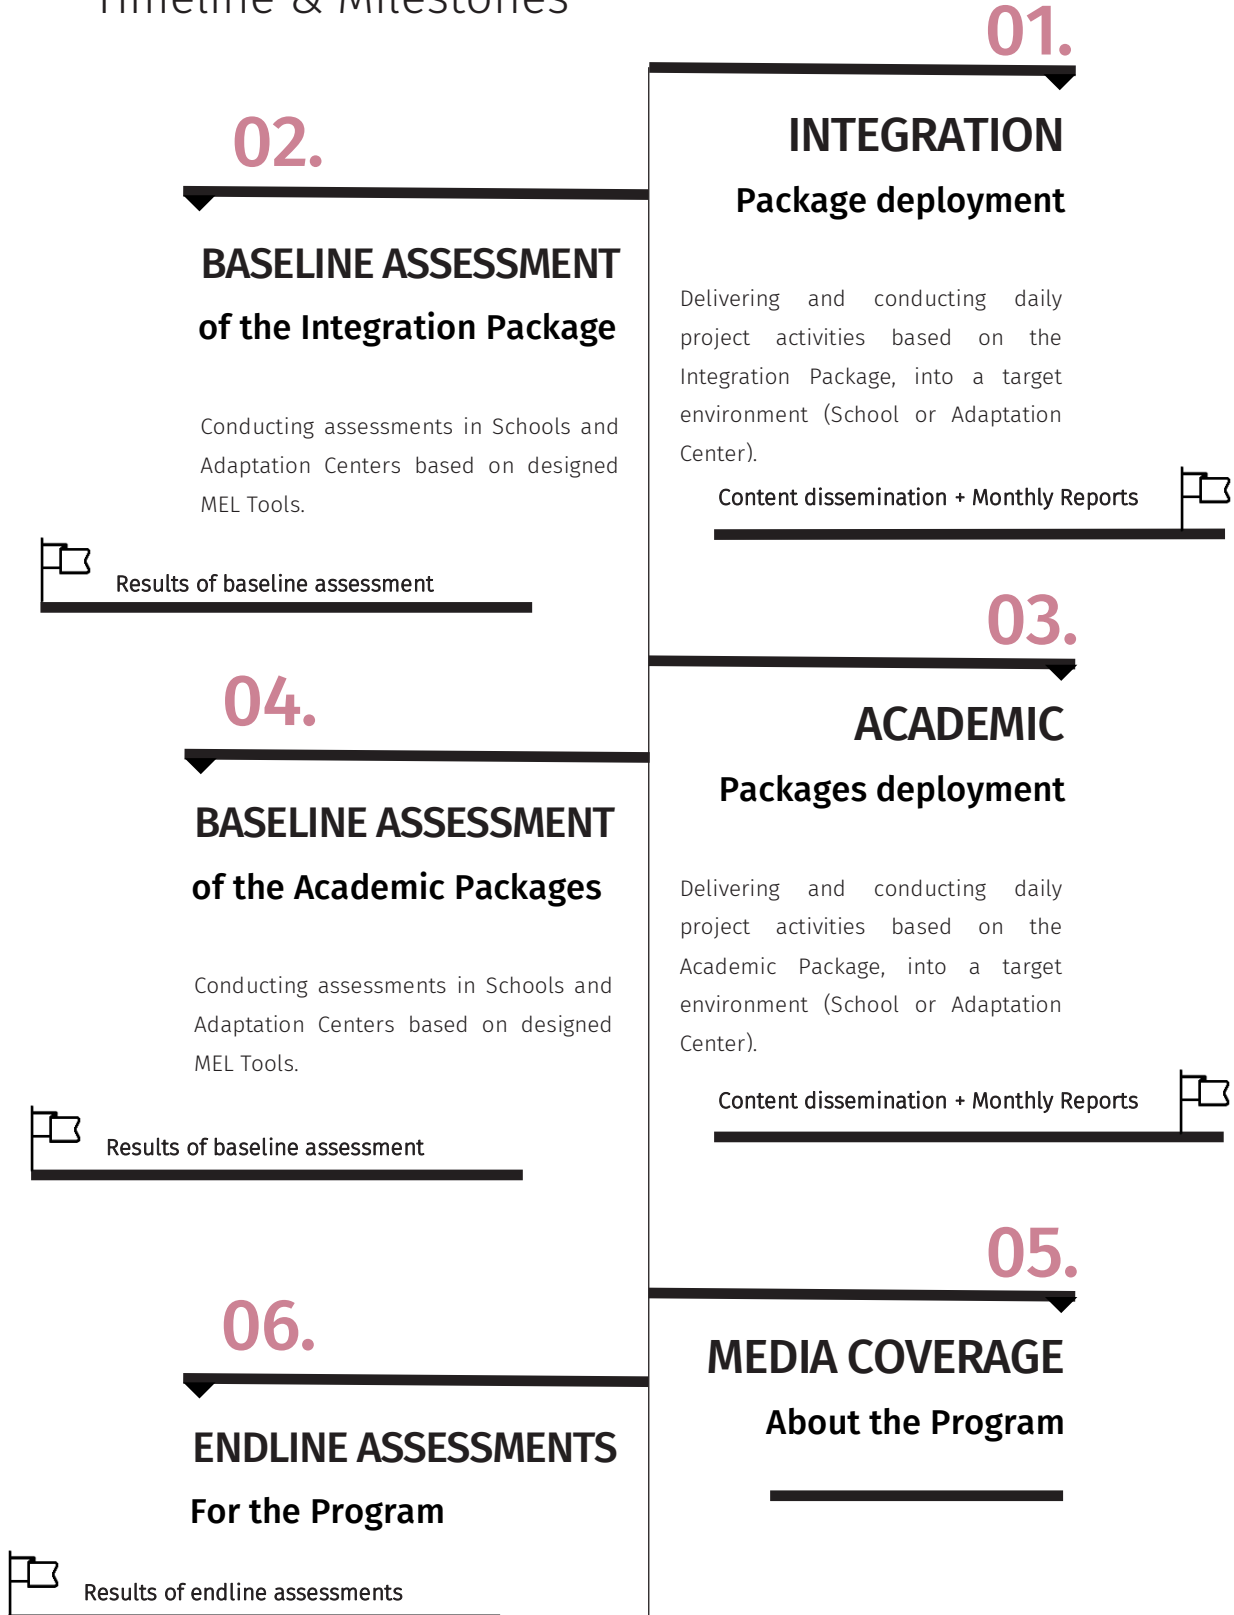 Timeline & Milestones
01.
INTEGRATION
Package deployment
Delivering and conducting daily
project activities based on the
Integration Package, into a target
environment (School or Adaptation
Center).
Content dissemination + Monthly Reports
02.
BASELINE ASSESSMENT
of the Integration Package
Conducting assessments in Schools and
Adaptation Centers based on designed
MEL Tools.
Results of baseline assessment
03.
ACADEMIC
Packages deployment
Delivering and conducting daily
project activities based on the
Academic Package, into a target
environment (School or Adaptation
Center).
Content dissemination + Monthly Reports
04.
BASELINE ASSESSMENT
of the Academic Packages
Conducting assessments in Schools and
Adaptation Centers based on designed
MEL Tools.
Results of baseline assessment
05.
MEDIA COVERAGE
About the Program
06.
ENDLINE ASSESSMENTS
For the Program
Results of endline assessments